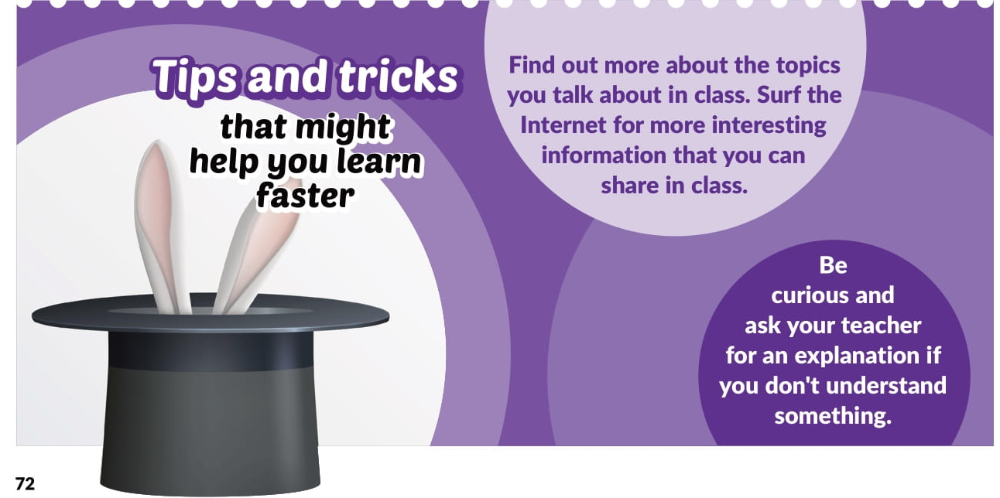 Tips and tricks
that might
help you learn
faster
Find out more about the topics
you talk about in class. Surf the
Internet for more interesting
information that you can
share in class.
Be
curious and
ask your teacher
for an explanation if
you don't understand
something.
72